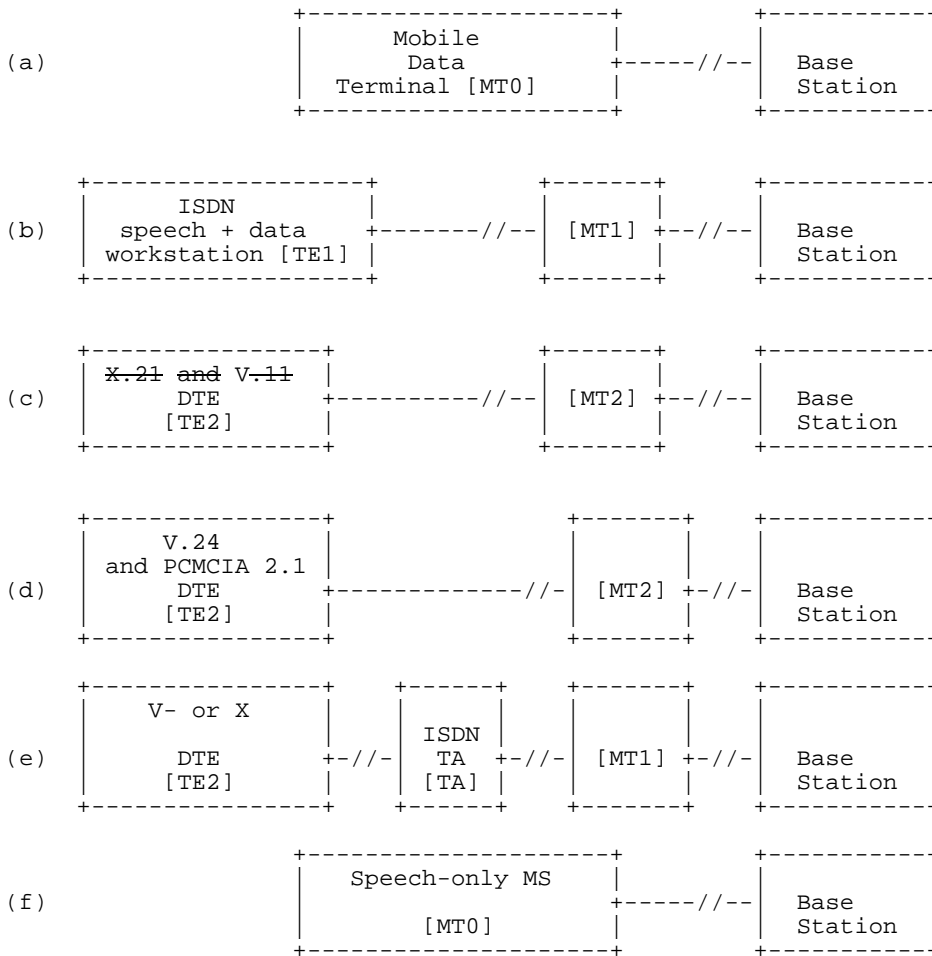 Mobile
(a) Data Base
Terminal [MT0] Station
ISDN
(b) speech + data [MT1] Base
workstation [TE1] Station
X.21 and V.11
(c) DTE [MT2] Base
[TE2] Station
V.24
and PCMCIA 2.1
(d) DTE [MT2] Base
[TE2] Station
V- or X
ISDN
(e) DTE TA [MT1] Base
[TE2] [TA] Station
Speech-only MS
(f) Base
[MT0] Station